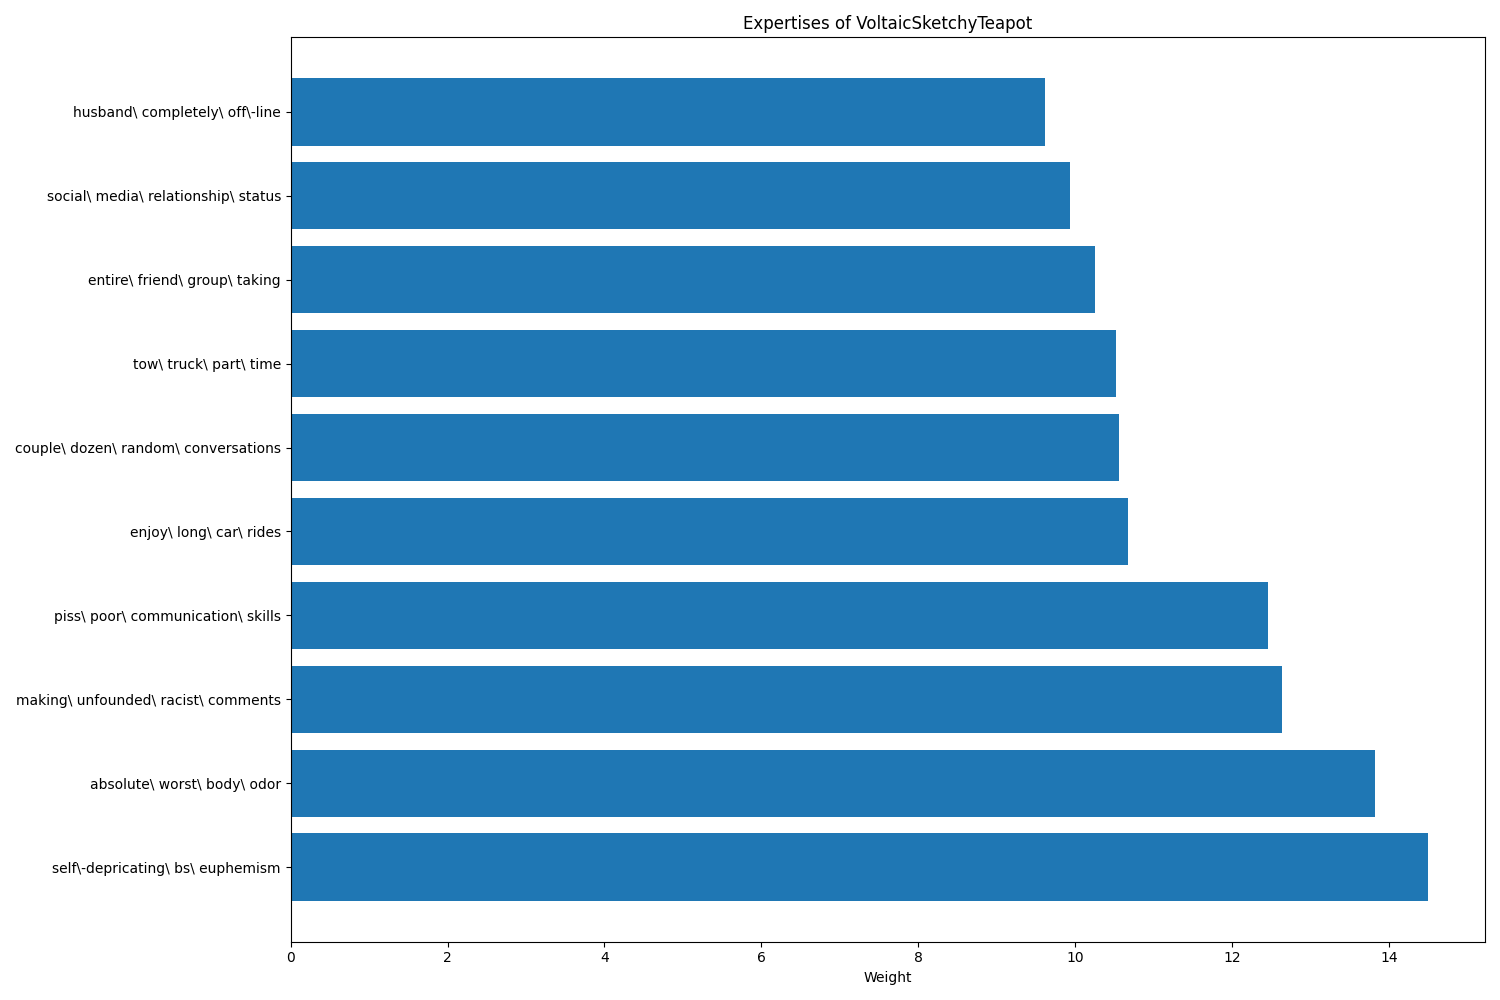 Expertises of VoltaicSketchyTeapot
husband\ completely\ off\-line
social\ media\ relationship\ status
entire\ friend\ group\ taking
tow\ truck\ part\ time
couple\ dozen\ random\ conversations
enjoy\ long\ car\ rides
piss\ poor\ communication\ skills
making\ unfounded\ racist\ comments
absolute\ worst\ body\ odor
self\-depricating\ bs\ euphemism
0 2 4 6 8 10 12 14
Weight